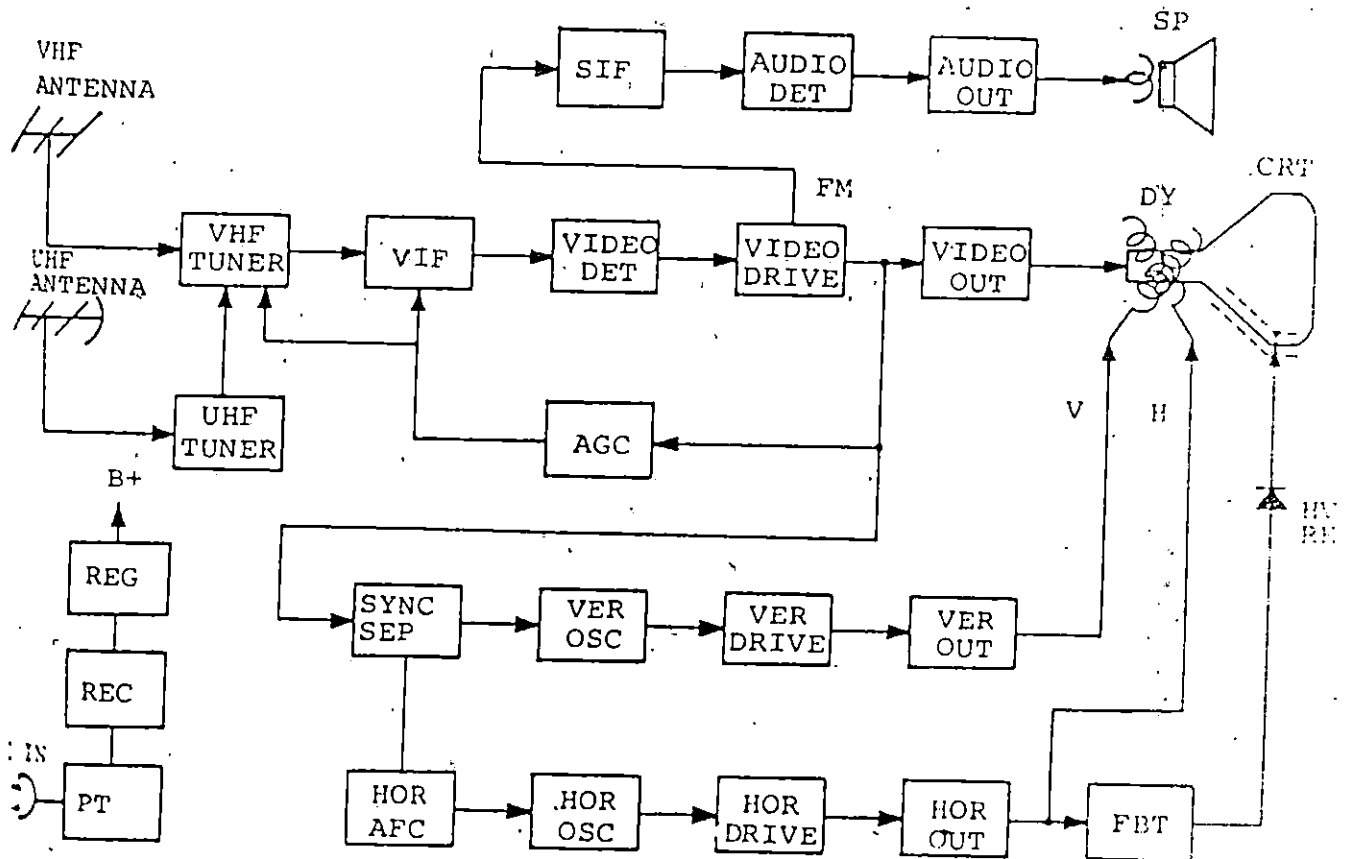 SP
VHF
ANTENNA
SIF
AUDIO
DET
AUDIO
OUT
FM
CRT
DY
VHF
TUNER
VIF
VIDEO
DET
VIDEO
DRIVE
VIDEO
OUT
UHF
ANTENNA
UHF
TUNER
AGC
V
H
B+
REG
SYNC
SEP
VER
OSC
VER
DRIVE
VER
OUT
REC
PT
HOR
AFC
HOR
OSC
HOR
DRIVE
HOR
OUT
FBT